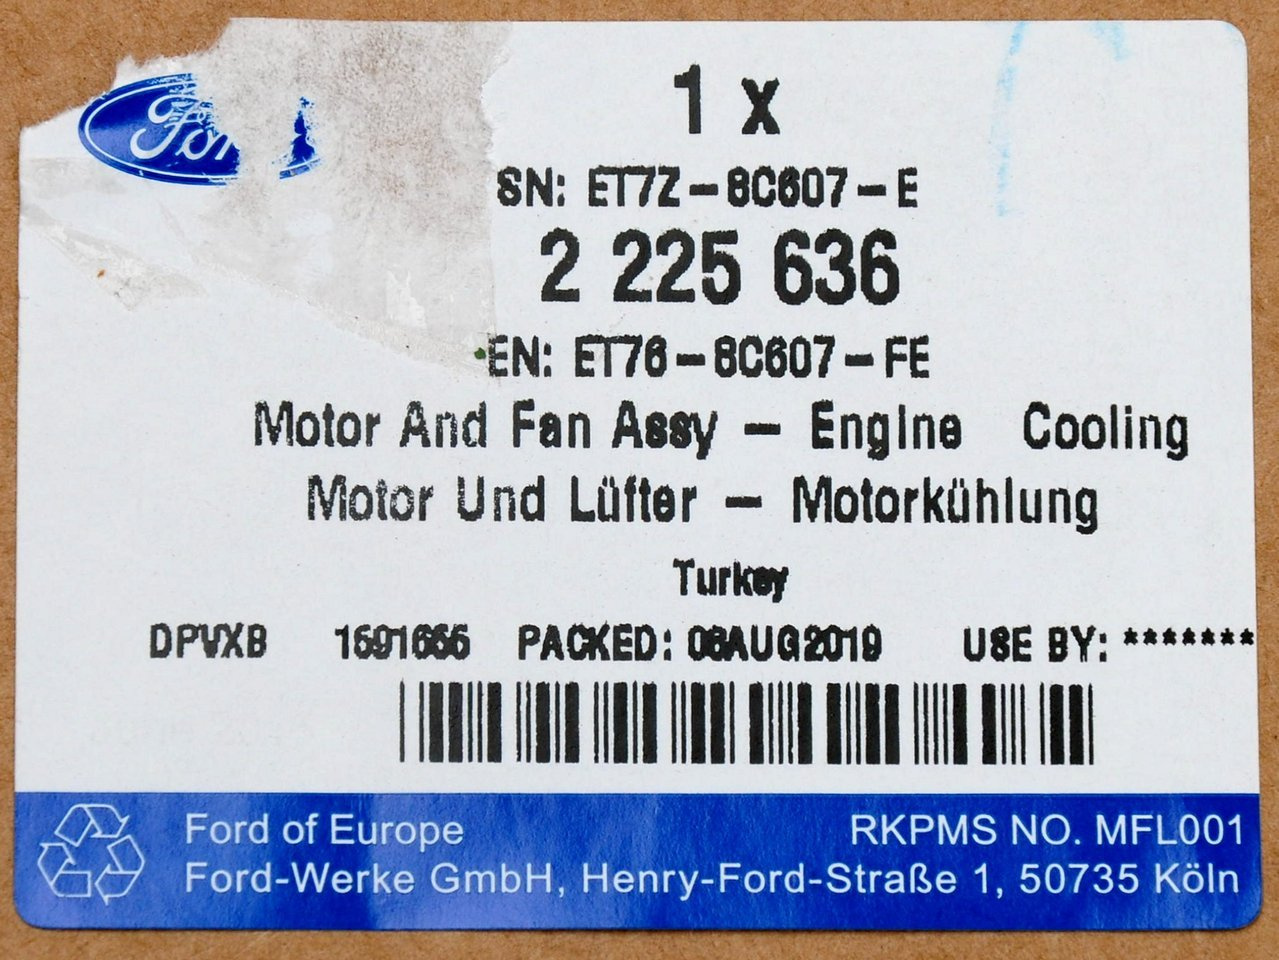 Ford
1 x
SN: ET7Z-8C607-E
2 225 636
EN: ET76-8C607-FE
Motor And Fan Assy - Engine Cooling
Motor Und Lüfter - Motorkühlung
Turkey
DPVXB PACKED: 06AUG2019 USE BY: *******
Ford of Europe RKPMS NO. MFL001
Ford-Werke GmbH, Henry-Ford-Straße 1, 50735 Köln